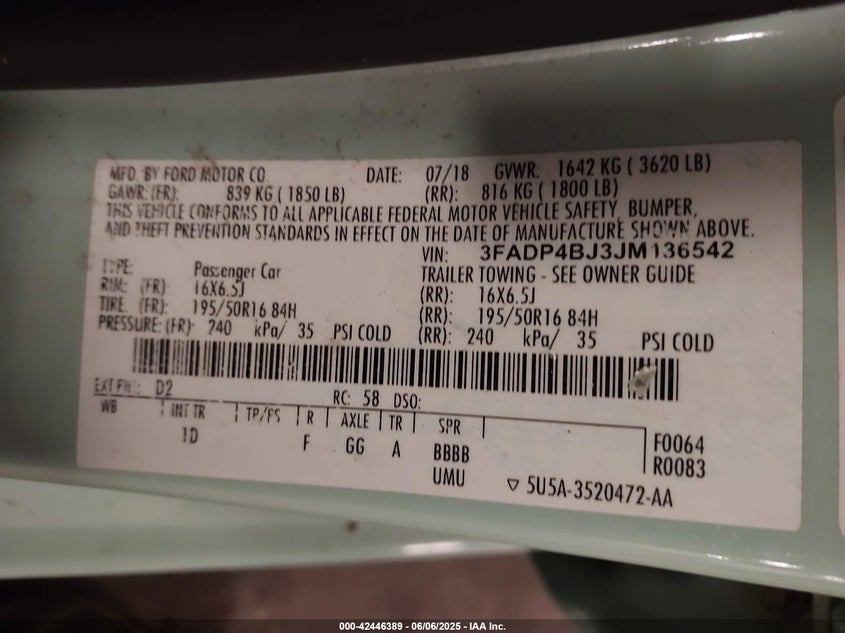 MFD. BY FORD MOTOR CO. DATE: 07/18 GVWR: 1642 KG ( 3620 LB)
GAWR: (FR): 839 KG ( 1850 LB) (RR): 816 KG ( 1800 LB)
THIS VEHICLE CONFORMS TO ALL APPLICABLE FEDERAL MOTOR VEHICLE SAFETY, BUMPER,
AND THEFT PREVENTION STANDARDS IN EFFECT ON THE DATE OF MANUFACTURE SHOWN ABOVE.
VIN: 3FADP4BJ3JM136542
TYPE: Passenger Car TRAILER TOWING - SEE OWNER GUIDE
RIM: (FR) 16X6.5J (RR): 16X6.5J
TIRE: (FR): 195/50R16 84H (RR): 195/50R16 84H
PRESSURE: (FR): 240 kPa/ 35 PSI COLD (RR): 240 kPa/ 35 PSI COLD
EXT PNT: D2 RC: 58 DSO:
WB INT TR TP/PS R AXLE TR SPR
1D F GG A BBBB F0064
UMU R0083
▽ 5U5A-3520472-AA
000-42446389 - 06/06/2025 - IAA Inc.